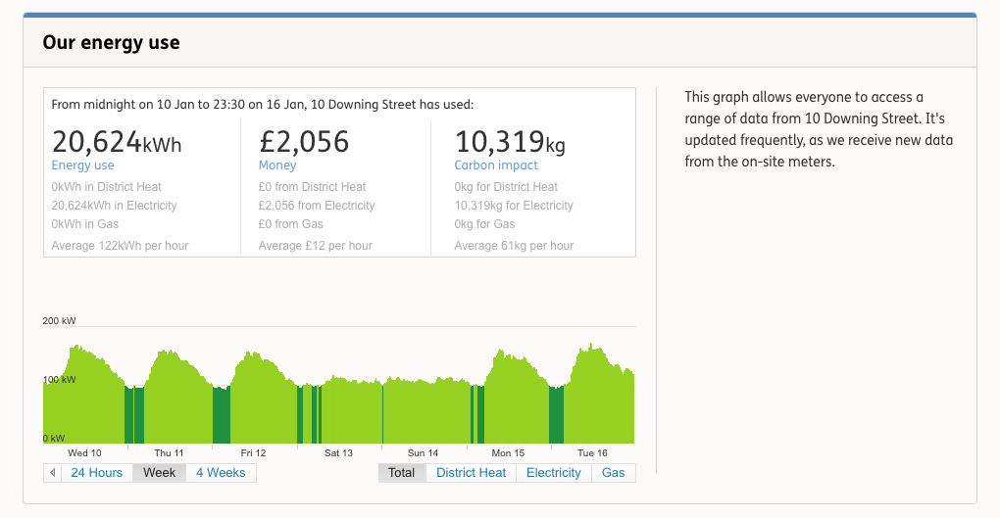 Our energy use
From midnight on 10 Jan to 23:30 on 16 Jan, 10 Downing Street has used:
20,624kWh £2,056 10,319kg
Energy use Money Carbon impact
0kWh in District Heat £0 from District Heat 0kg for District Heat
20,624kWh in Electricity £2,056 from Electricity 10,319kg for Electricity
0kWh in Gas £0 from Gas 0kg for Gas
Average 122kWh per hour Average £12 per hour Average 61kg per hour
This graph allows everyone to access a
range of data from 10 Downing Street. It's
updated frequently, as we receive new data
from the on-site meters.
200 kW
100 kW
0 kW
Wed 10 Thu 11 Fri 12 Sat 13 Sun 14 Mon 15 Tue 16
24 Hours Week 4 Weeks Total District Heat Electricity Gas